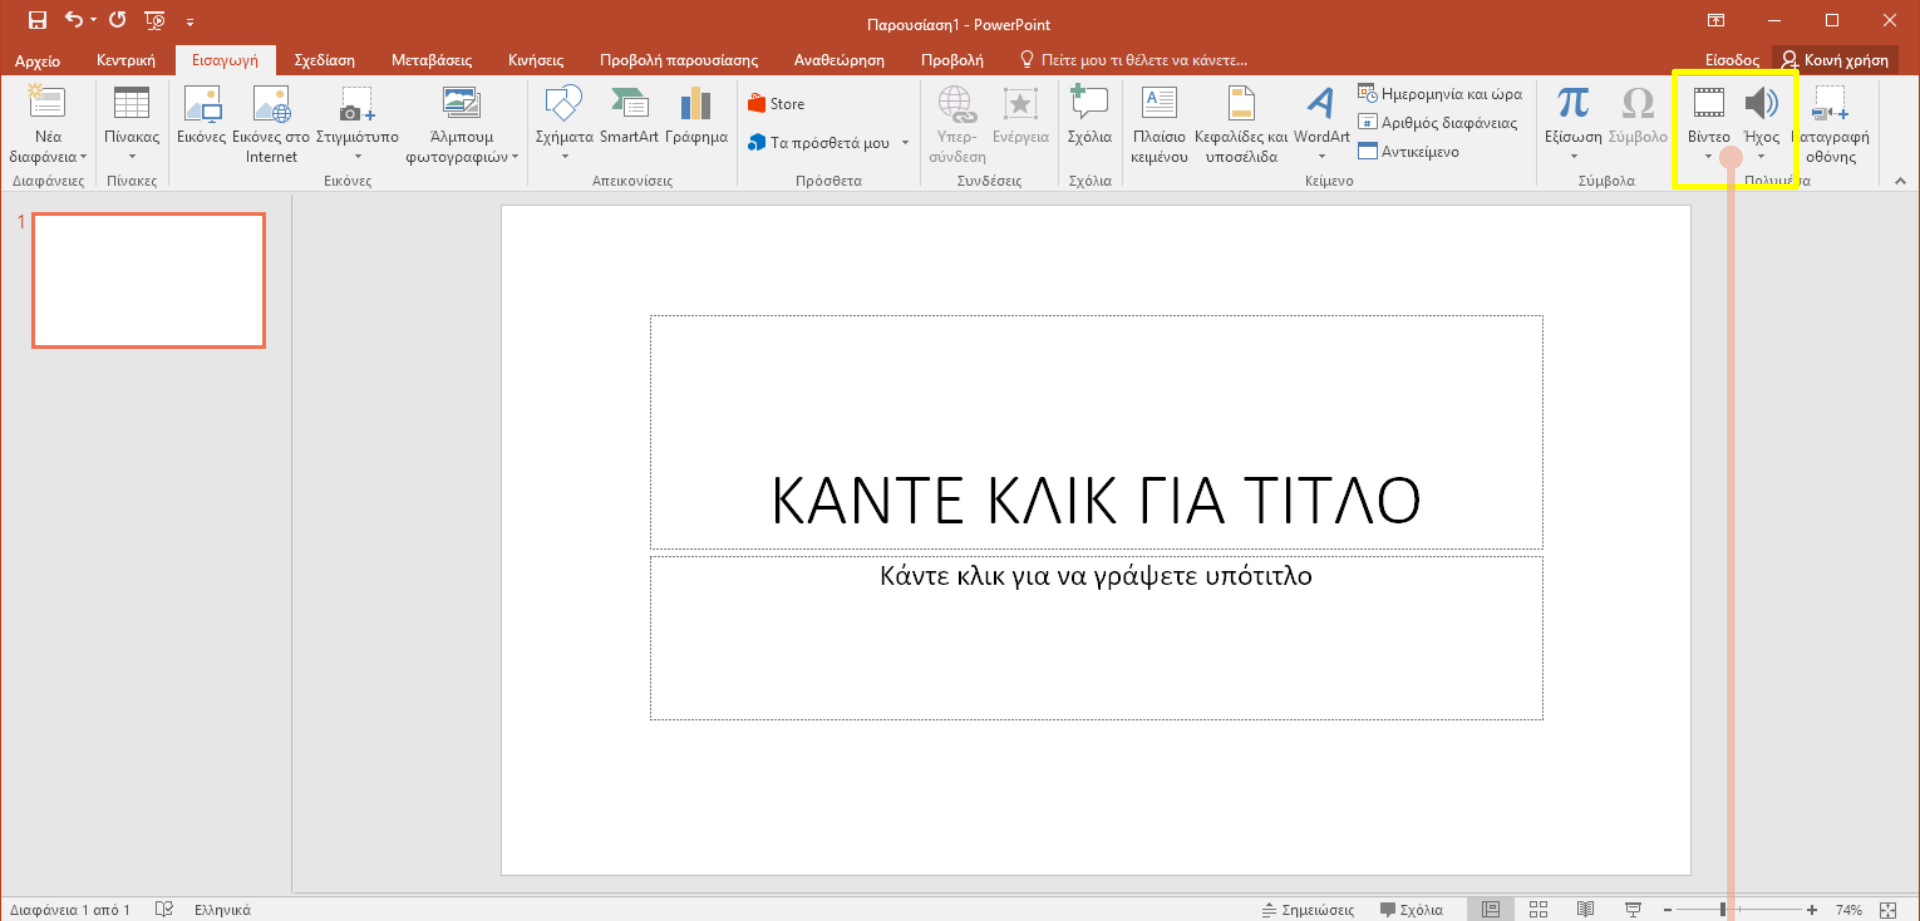 Παρουσίαση1 - PowerPoint
Αρχείο Κεντρική Εισαγωγή Σχεδίαση Μεταβάσεις Κινήσεις Προβολή παρουσίασης Αναθεώρηση Προβολή Πείτε μου τι θέλετε να κάνετε... Είσοδος Κοινή χρήση
Νέα διαφάνεια
Διαφάνειες
Πίνακας
Πίνακες
Εικόνες
Εικόνες στο Internet
Στιγμιότυπο
Άλμπουμ φωτογραφιών
Εικόνες
Σχήματα
SmartArt
Γράφημα
Απεικονίσεις
Store
Τα πρόσθετά μου
Πρόσθετα
Υπερ-
σύνδεση
Ενέργεια
Συνδέσεις
Σχόλια
Σχόλια
Πλαίσιο κειμένου
Κεφαλίδες και υποσέλιδα
WordArt
Ημερομηνία και ώρα
Αριθμός διαφάνειας
Αντικείμενο
Κείμενο
Εξίσωση
Σύμβολο
Σύμβολα
Βίντεο
Ήχος
Καταγραφή οθόνης
Πολυμέσα
1
ΚΑΝΤΕ ΚΛΙΚ ΓΙΑ ΤΙΤΛΟ
Κάντε κλικ για να γράψετε υπότιτλο
Διαφάνεια 1 από 1 Ελληνικά Σημειώσεις Σχόλια 74%